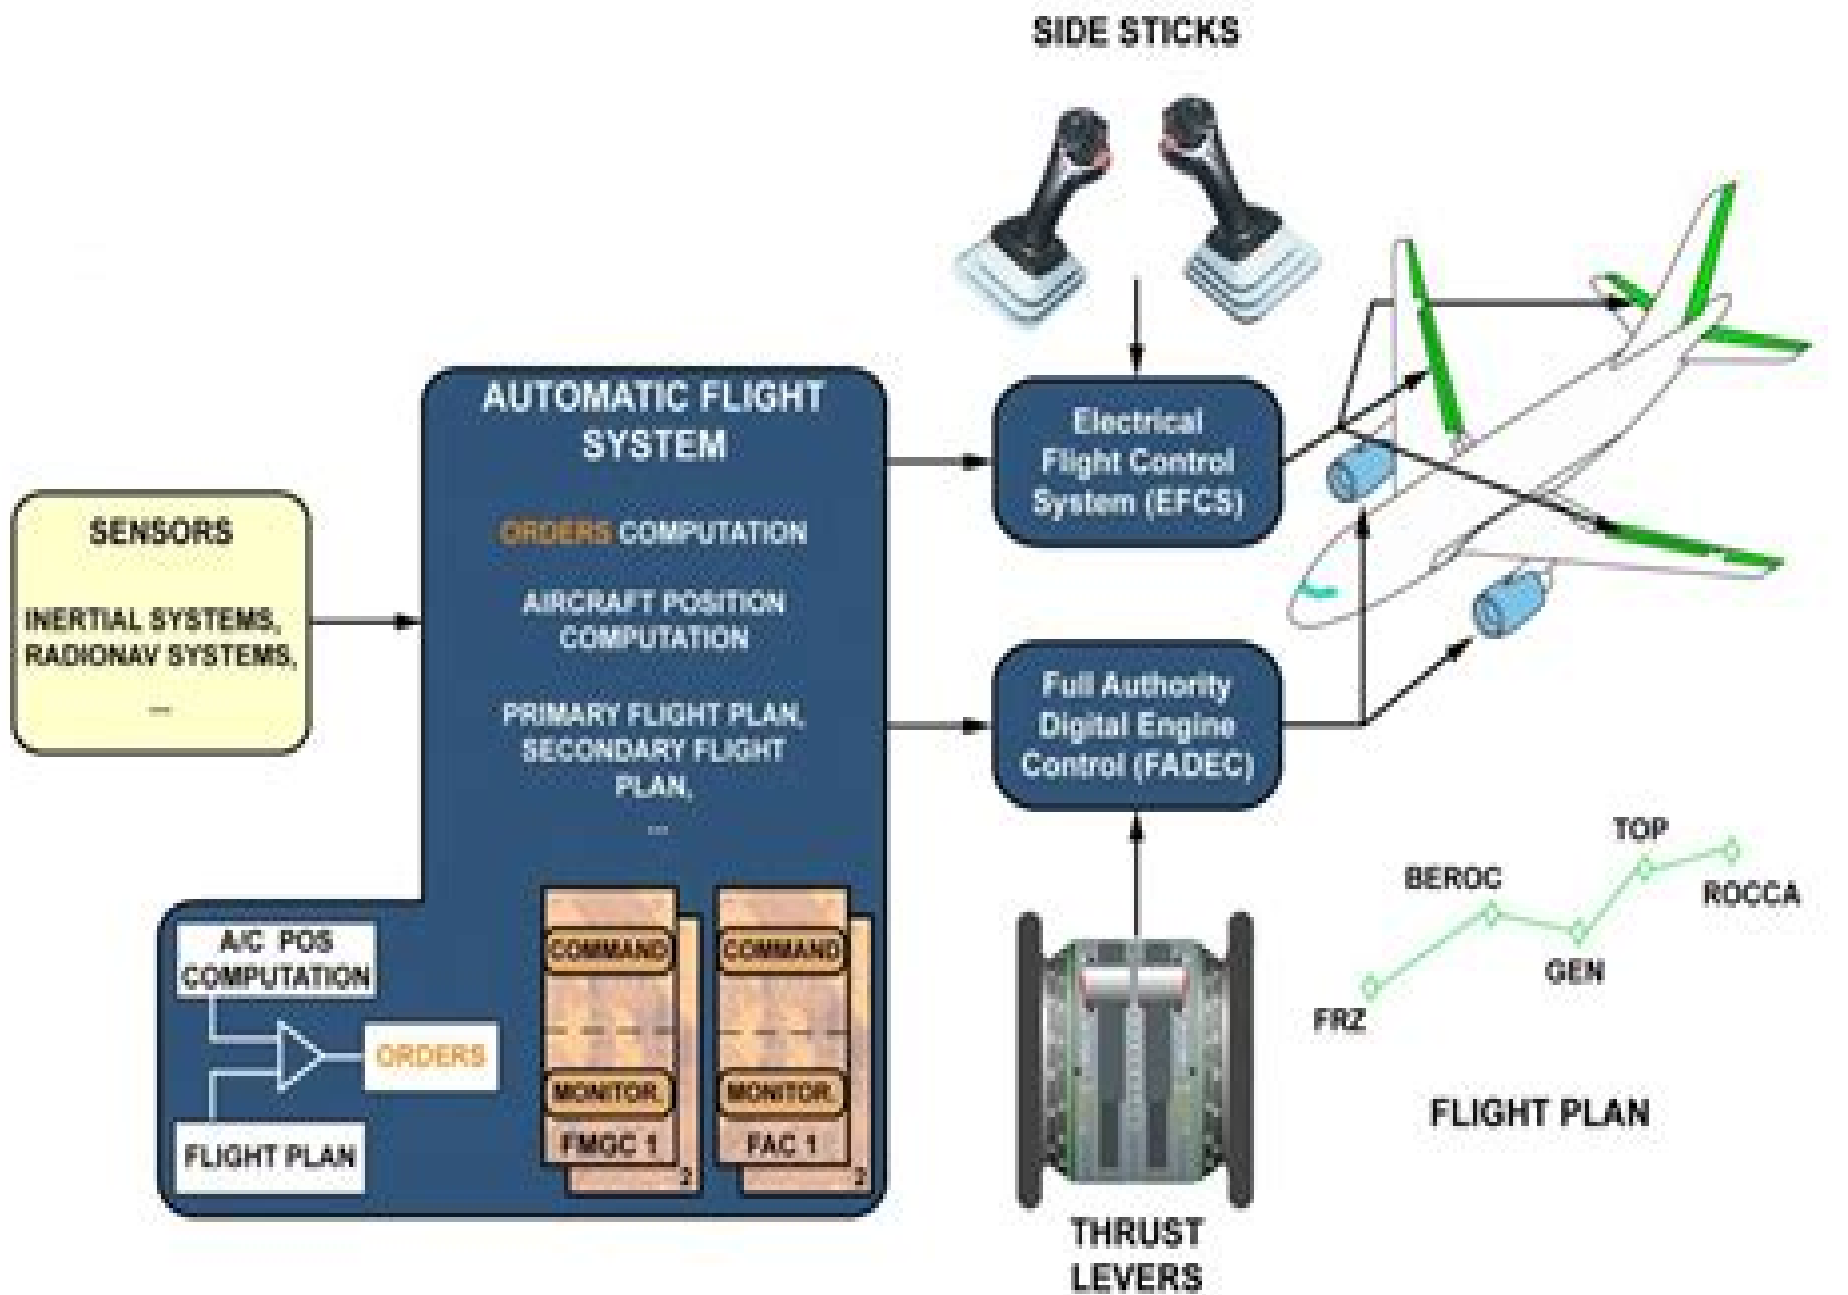 SIDE STICKS
AUTOMATIC FLIGHT
SYSTEM
ORDERS COMPUTATION
AIRCRAFT POSITION
COMPUTATION
PRIMARY FLIGHT PLAN,
SECONDARY FLIGHT
PLAN,
...
SENSORS
INERTIAL SYSTEMS,
RADIONAV SYSTEMS,
...
Electrical
Flight Control
System (EFCS)
Full Authority
Digital Engine
Control (FADEC)
A/C POS
COMPUTATION
ORDERS
FLIGHT PLAN
COMMAND
MONITOR.
FMGC 1
2
COMMAND
MONITOR.
FAC 1
2
THRUST
LEVERS
TOP
BEROC
ROCCA
GEN
FRZ
FLIGHT PLAN